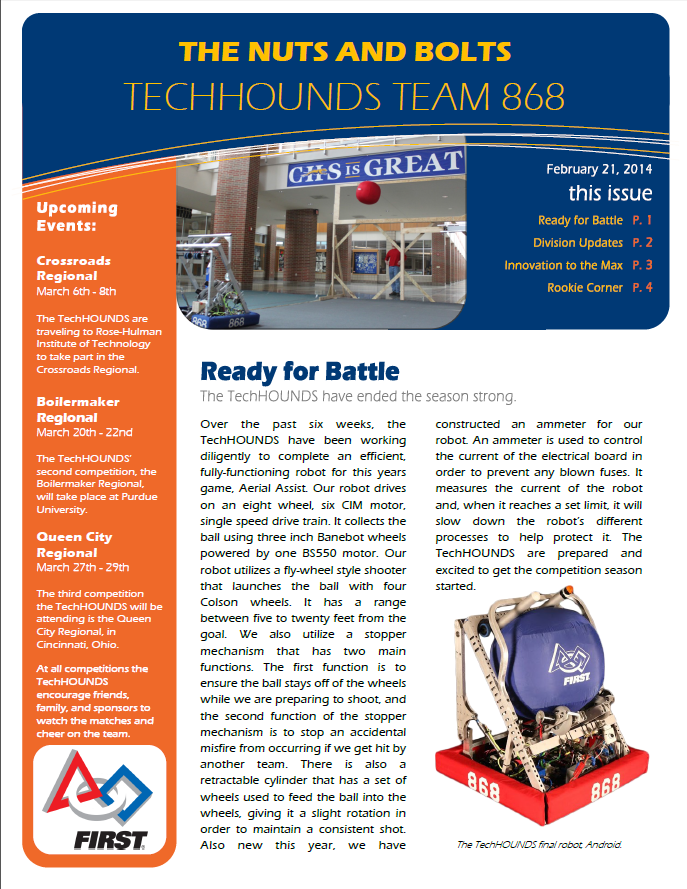 THE NUTS AND BOLTS
TECHHOUNDS TEAM 868
CHS IS GREAT
868
868
February 21, 2014
this issue
Ready for Battle P. 1
Division Updates P. 2
Innovation to the Max P. 3
Rookie Corner P. 4
Upcoming
Events:
Crossroads
Regional
March 6th - 8th
The TechHOUNDS are
traveling to Rose-Hulman
Institute of Technology
to take part in the
Crossroads Regional.
Boilermaker
Regional
March 20th - 22nd
The TechHOUNDS'
second competition, the
Boilermaker Regional,
will take place at Purdue
University.
Queen City
Regional
March 27th - 29th
The third competition
the TechHOUNDS will be
attending is the Queen
City Regional, in
Cincinnati, Ohio.
At all competitions the
TechHOUNDS
encourage friends,
family, and sponsors to
watch the matches and
cheer on the team.
FIRST
Ready for Battle
The TechHOUNDS have ended the season strong.
Over the past six weeks, the
TechHOUNDS have been working
diligently to complete an efficient,
fully-functioning robot for this years
game, Aerial Assist. Our robot drives
on an eight wheel, six CIM motor,
single speed drive train. It collects the
ball using three inch Banebot wheels
powered by one BS550 motor. Our
robot utilizes a fly-wheel style shooter
that launches the ball with four
Colson wheels. It has a range
between five to twenty feet from the
goal. We also utilize a stopper
mechanism that has two main
functions. The first function is to
ensure the ball stays off of the wheels
while we are preparing to shoot, and
the second function of the stopper
mechanism is to stop an accidental
misfire from occurring if we get hit by
another team. There is also a
retractable cylinder that has a set of
wheels used to feed the ball into the
wheels, giving it a slight rotation in
order to maintain a consistent shot.
Also new this year, we have
constructed an ammeter for our
robot. An ammeter is used to control
the current of the electrical board in
order to prevent any blown fuses. It
measures the current of the robot
and, when it reaches a set limit, it will
slow down the robot's different
processes to help protect it. The
TechHOUNDS are prepared and
excited to get the competition season
started.
FIRST
868
868
The TechHOUNDS final robot, Android.